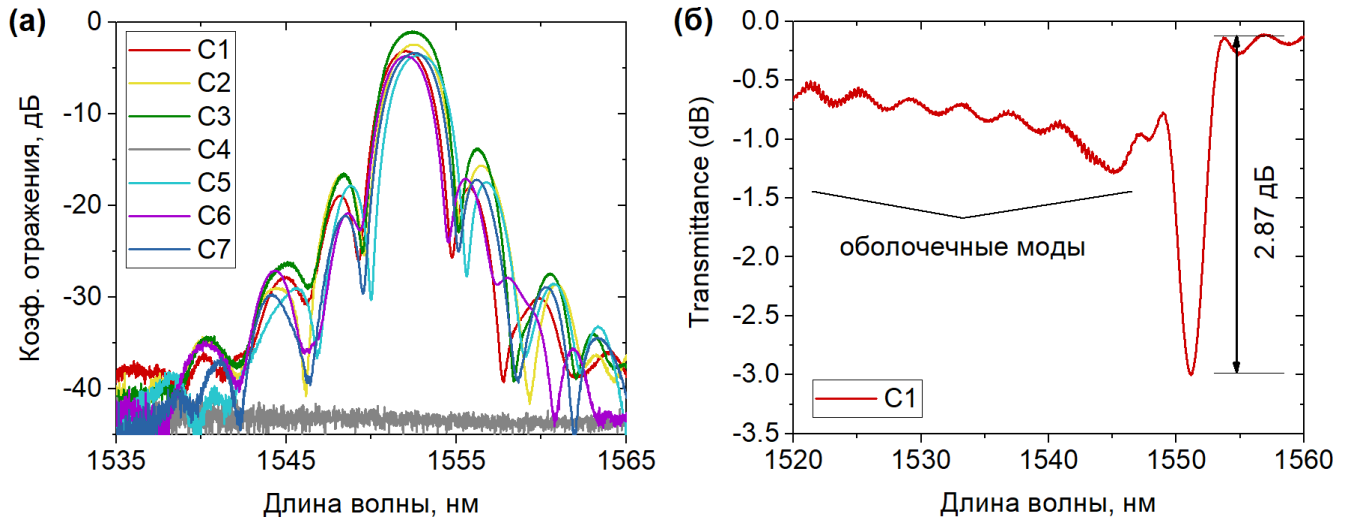 (а)
Коэф. отражения, дБ
0
-10
-20
-30
-40
C1
C2
C3
C4
C5
C6
C7
1535
1545
1555
1565
Длина волны, нм
(б)
Transmittance (dB)
0.0
-0.5
-1.0
-1.5
-2.0
-2.5
-3.0
-3.5
оболочечные моды
2.87 дБ
C1
1520
1530
1540
1550
1560
Длина волны, нм